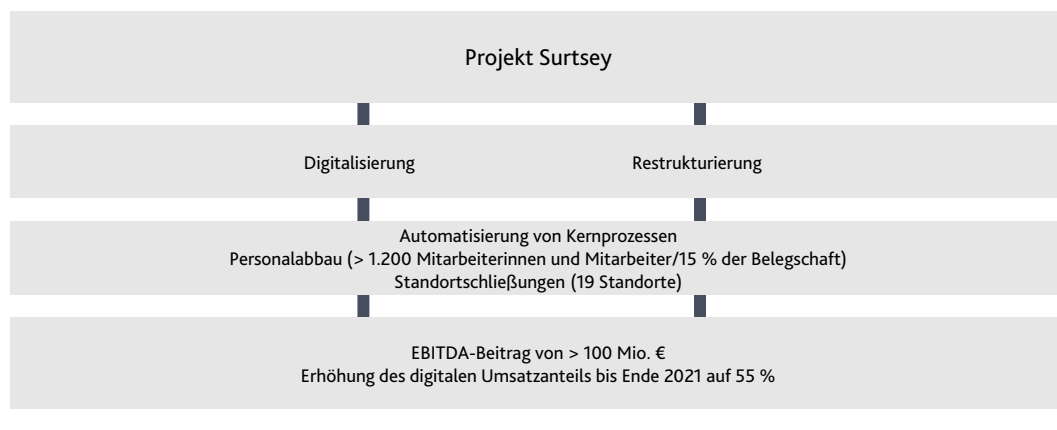 Projekt Surtsey
Digitalisierung Restrukturierung
Automatisierung von Kernprozessen
Personalabbau (> 1.200 Mitarbeiterinnen und Mitarbeiter/15 % der Belegschaft)
Standortschließungen (19 Standorte)
EBITDA-Beitrag von > 100 Mio. €
Erhöhung des digitalen Umsatzanteils bis Ende 2021 auf 55 %